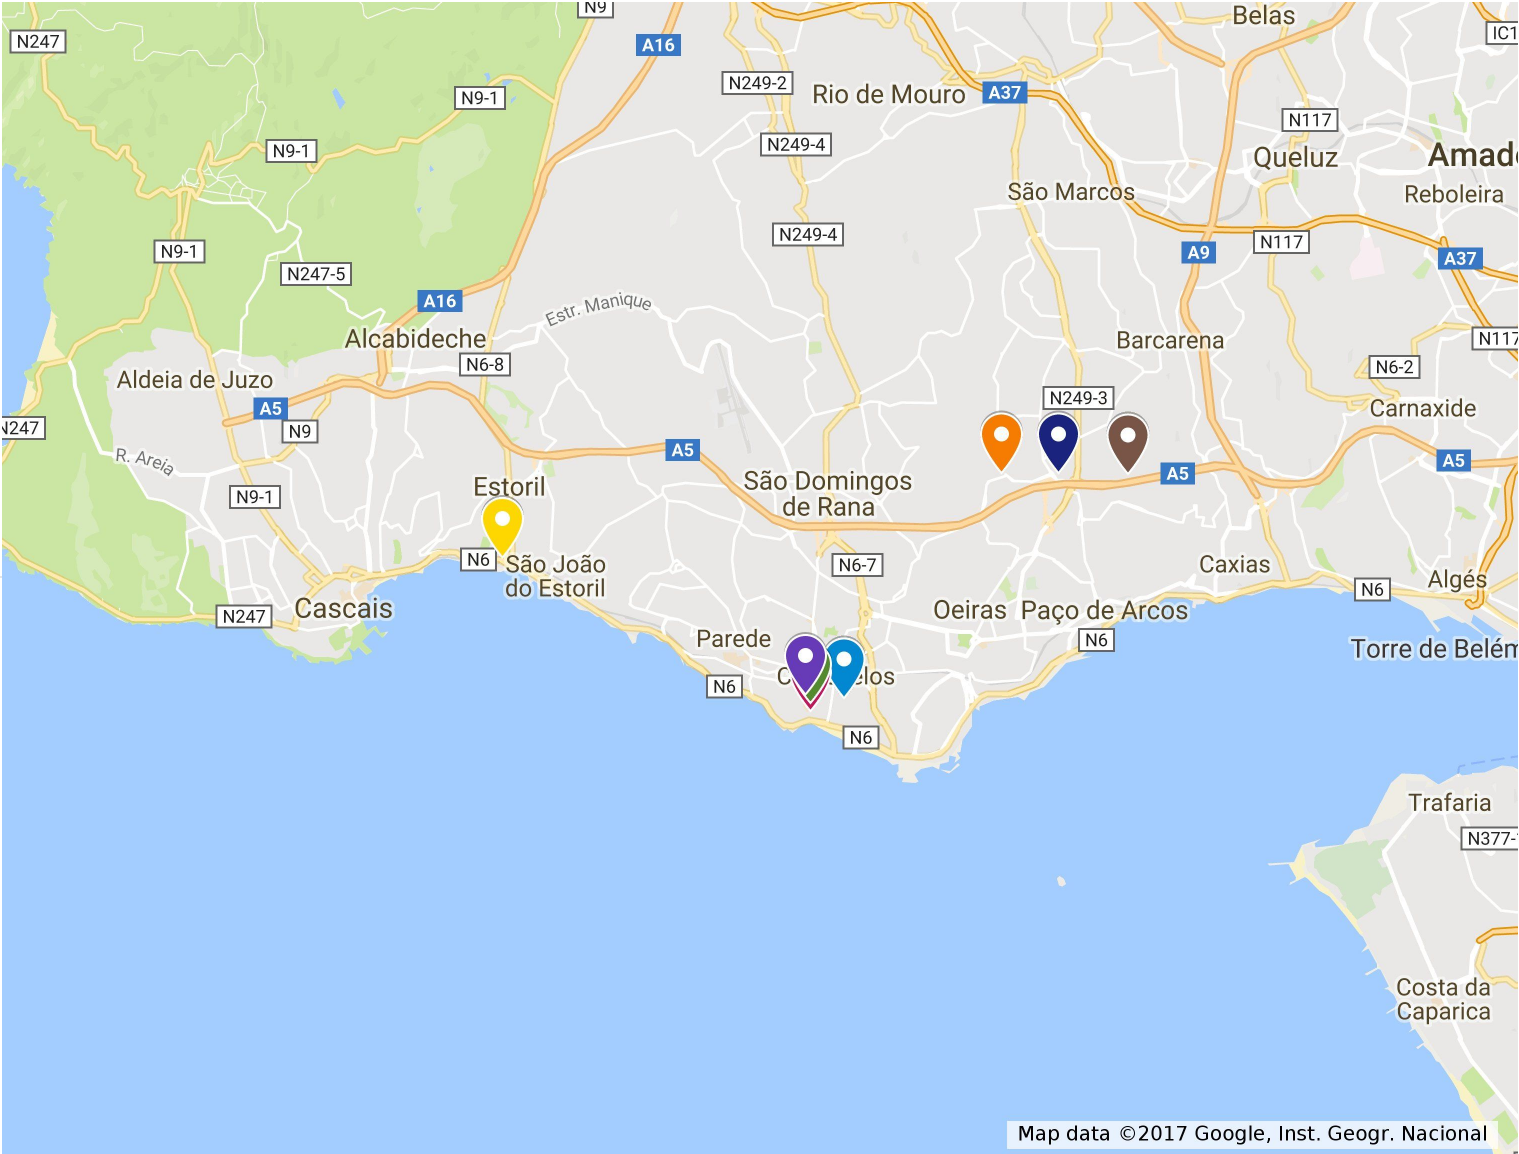 N9
Belas
N247
A16
IC1
N249-2
Rio de Mouro
A37
N9-1
N117
N9-1
N249-4
Queluz
São Marcos
Reboleira
N249-4
N117
N9-1
A9
A37
N247-5
A16
Estr. Manique
Alcabideche
Barcarena
N117
N6-8
N6-2
Aldeia de Juzo
N249-3
A5
Carnaxide
N247
N9
A5
R. Areia
A5
A5
São Domingos
de Rana
Estoril
N9-1
N6
São João
do Estoril
N6-7
Caxias
Algés
N6
Cascais
N247
Oeiras
Paço de Arcos
Parede
N6
Torre de Belém
N6
N6
Trafaria
N377-
Costa da
Caparica
Map data ©2017 Google, Inst. Geogr. Nacional